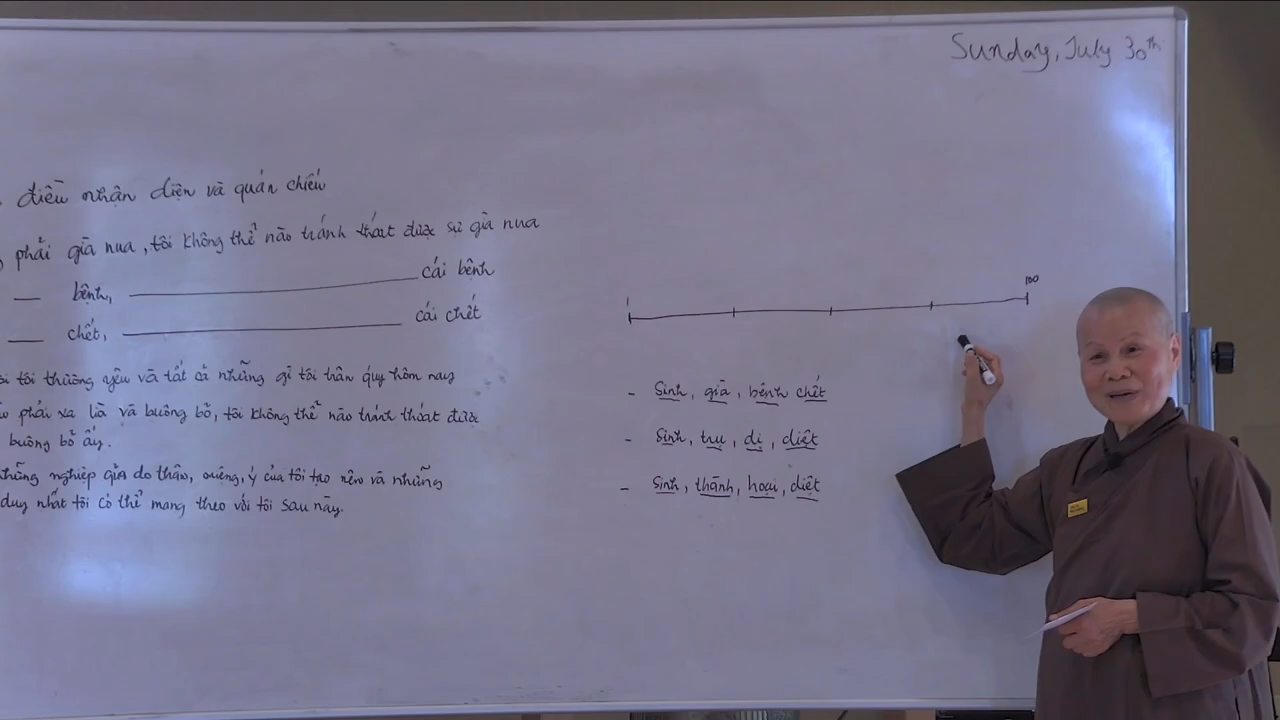 Sunday, July 30th
điều nhận diện và quán chiếu
phải già nua, tôi không thể nào tránh thoát được sự già nua
bệnh, cái bệnh
chết, cái chết
tôi thương yêu và tất cả những gì tôi trân quý hôm nay
phải xa lìa và buông bỏ, tôi không thể nào tránh thoát được
buông bỏ ấy.
những nghiệp quả do thân, miệng, ý của tôi tạo nên và những
duy nhất tôi có thể mang theo với tôi sau này.
1 100
- Sinh, già, bệnh chết
- Sinh, trụ, dị, diệt
- Sinh, thành, hoại, diệt